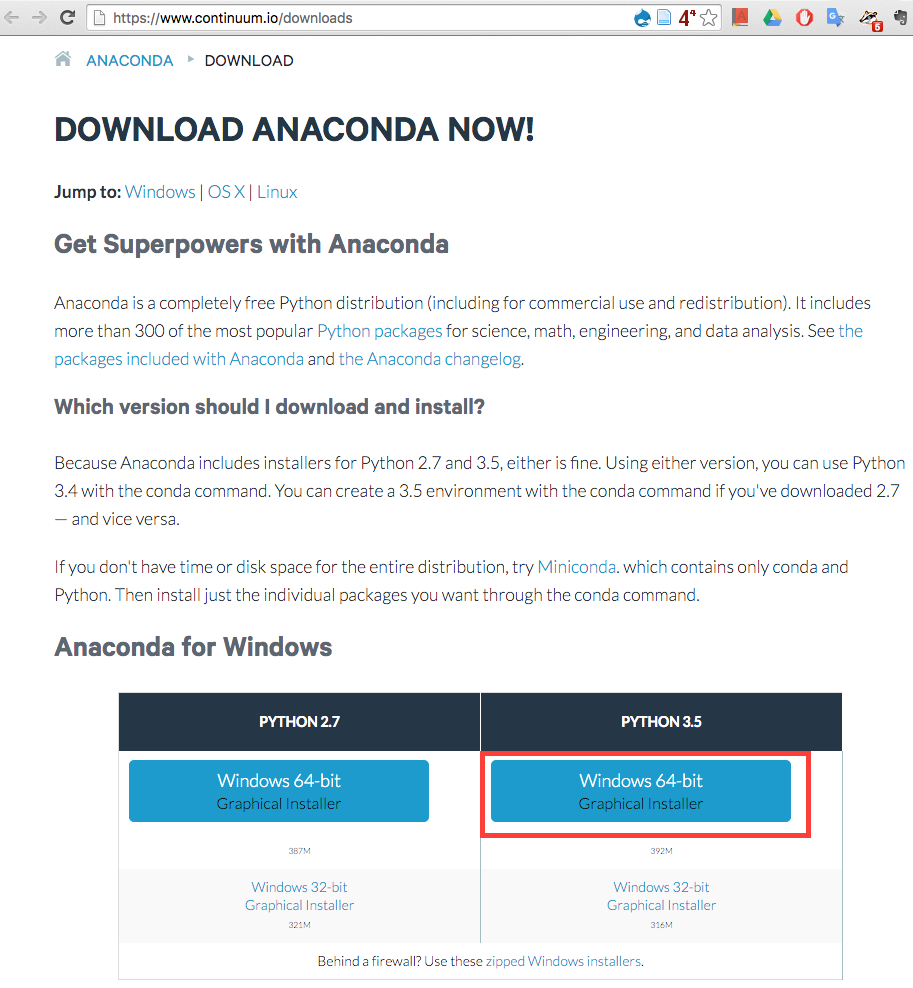 https://www.continuum.io/downloads
4⁴
6
ANACONDA ▸ DOWNLOAD
DOWNLOAD ANACONDA NOW!
Jump to: Windows | OS X | Linux
Get Superpowers with Anaconda
Anaconda is a completely free Python distribution (including for commercial use and redistribution). It includes
more than 300 of the most popular Python packages for science, math, engineering, and data analysis. See the
packages included with Anaconda and the Anaconda changelog.
Which version should I download and install?
Because Anaconda includes installers for Python 2.7 and 3.5, either is fine. Using either version, you can use Python
3.4 with the conda command. You can create a 3.5 environment with the conda command if you've downloaded 2.7
— and vice versa.
If you don't have time or disk space for the entire distribution, try Miniconda. which contains only conda and
Python. Then install just the individual packages you want through the conda command.
Anaconda for Windows
PYTHON 2.7 PYTHON 3.5
Windows 64-bit Windows 64-bit
Graphical Installer Graphical Installer
387M 392M
Windows 32-bit Windows 32-bit
Graphical Installer Graphical Installer
321M 316M
Behind a firewall? Use these zipped Windows installers.